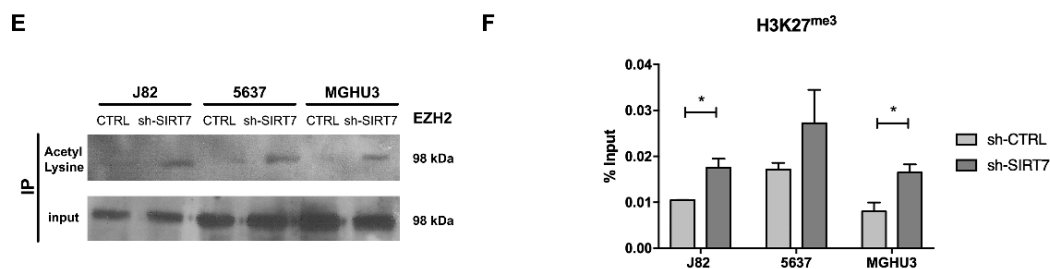 E
J82 5637 MGHU3
CTRL sh-SIRT7 CTRL sh-SIRT7 CTRL sh-SIRT7 EZH2
IP
Acetyl
Lysine
98 kDa
input
98 kDa
F
H3K27me3
% Input
0.04
0.03
0.02
0.01
0.00
* *
J82 5637 MGHU3
sh-CTRL
sh-SIRT7